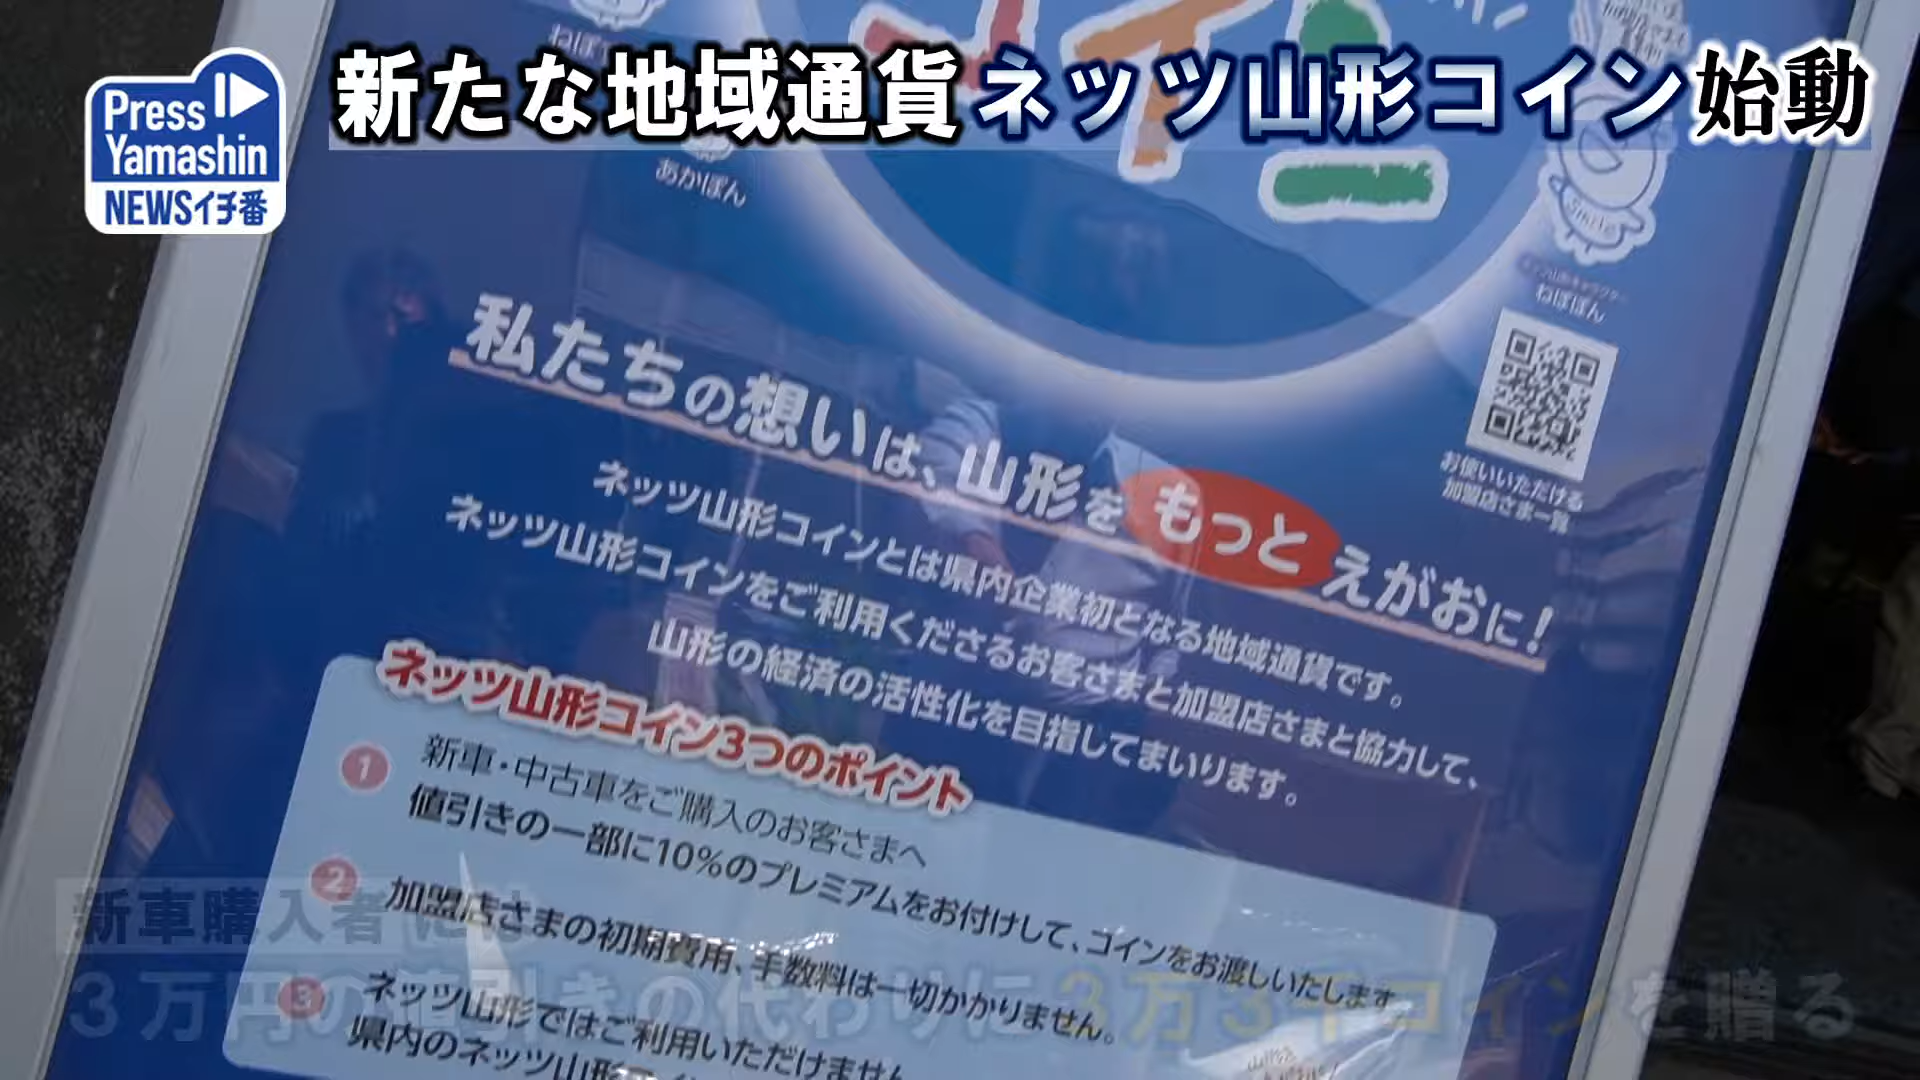 新たな地域通貨 ネッツ山形コイン始動
Press
Yamashin
NEWSイチ番
あかぽん
ねぽぽん
お使いいただける
加盟店さま一覧
私たちの想いは、山形をもっとえがおに!
ネッツ山形コインとは県内企業初となる地域通貨です。
ネッツ山形コインをご利用くださるお客さまと加盟店さまと協力して、
山形の経済の活性化を目指してまいります。
ネッツ山形コイン3つのポイント
1 新車・中古車をご購入のお客さまへ
値引きの一部に10%のプレミアムをお付けして、コインをお渡しいたします
2 加盟店さまの初期費用、手数料は一切かかりません。
3 ネッツ山形ではご利用いただけません
県内のネッツ山形
新車購入者には
3万円の値引きの代わりに3万3千コインを贈る